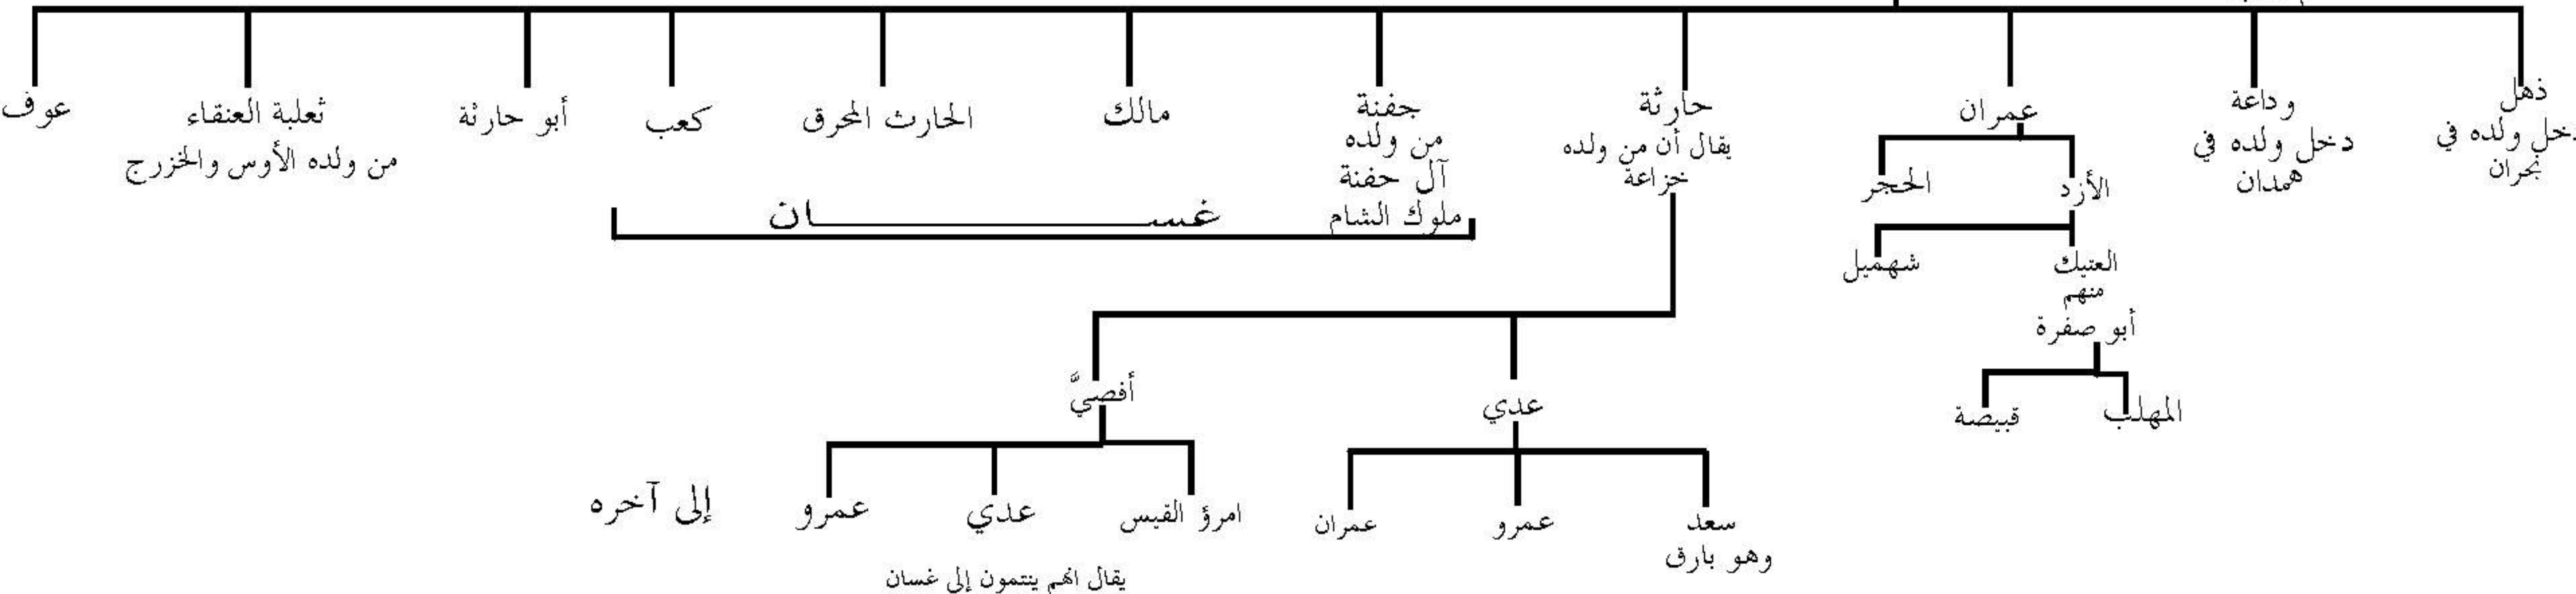 ذهل
دخل ولده في
نجران
وداعة
دخل ولده في
همدان
عمران
الأزد
الحجر
العتيك
منهم
أبو صفرة
شهميل
المهلب
قبيصة
حارثة
يقال أن من ولده
خزاعة
جفنة
من ولده
آل حفنة
ملوك الشام
مالك
الحارث المحرق
كعب
غســـــــــــــــــان
أبو حارثة
ثعلبة العنقاء
من ولده الأوس والخزرج
عوف
عدي
سعد
وهو بارق
عمرو
عمران
أفصيَّ
امرؤ القيس
عدي
عمرو
إلى آخره
يقال انهم ينتمون إلى غسان